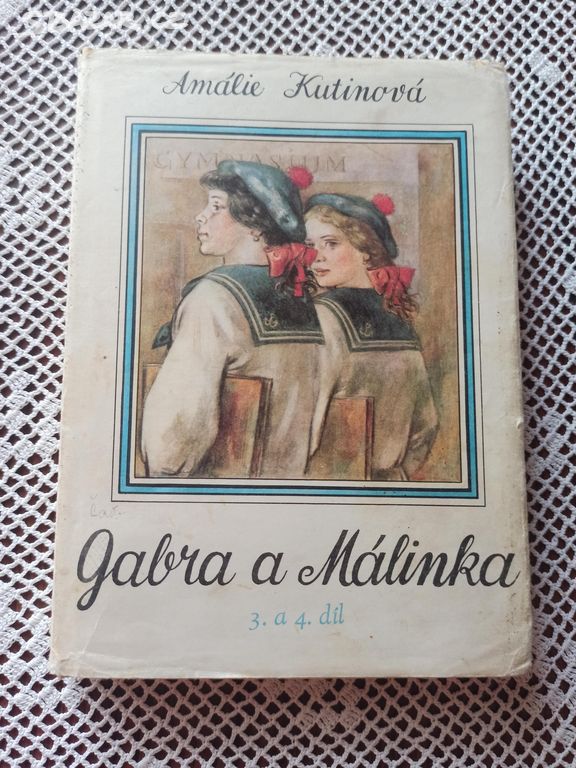 Amálie Kutinová
GYMNASIUM
Gabra a Málinka
3. a 4. díl